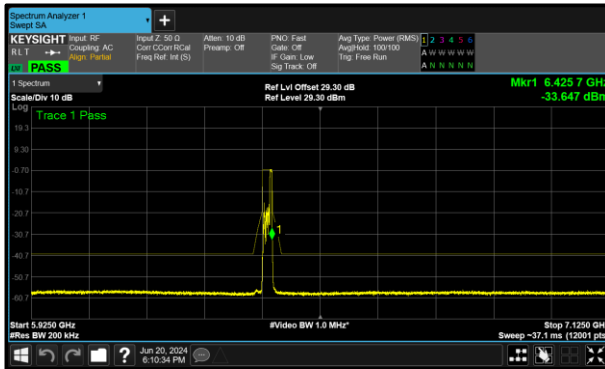 Spectrum Analyzer 1
Swept SA
+
KEYSIGHT
RLT
PASS
Input: RF
Coupling: AC
Align: Partial
Input Z: 50 Ω
Corr CCorr RCal
Freq Ref: Int (S)
Atten: 10 dB
Preamp: Off
PNO: Fast
Gate: Off
IF Gain: Low
Sig Track: Off
Avg Type: Power (RMS)
Avg|Hold: 100/100
Trig: Free Run
1 2 3 4 5 6
A W W W W W
A N N N N N
1 Spectrum
Scale/Div 10 dB
Ref Lvl Offset 29.30 dB
Ref Level 29.30 dBm
Mkr1 6.425 7 GHz
-33.647 dBm
Log
Trace 1 Pass
19.3
9.30
-0.70
-10.7
-20.7
-30.7
-40.7
-50.7
-60.7
1
Start 5.9250 GHz
#Res BW 200 kHz
#Video BW 1.0 MHz*
Stop 7.1250 GHz
Sweep ~37.1 ms (12001 pts)
?
Jun 20, 2024
6:10:34 PM